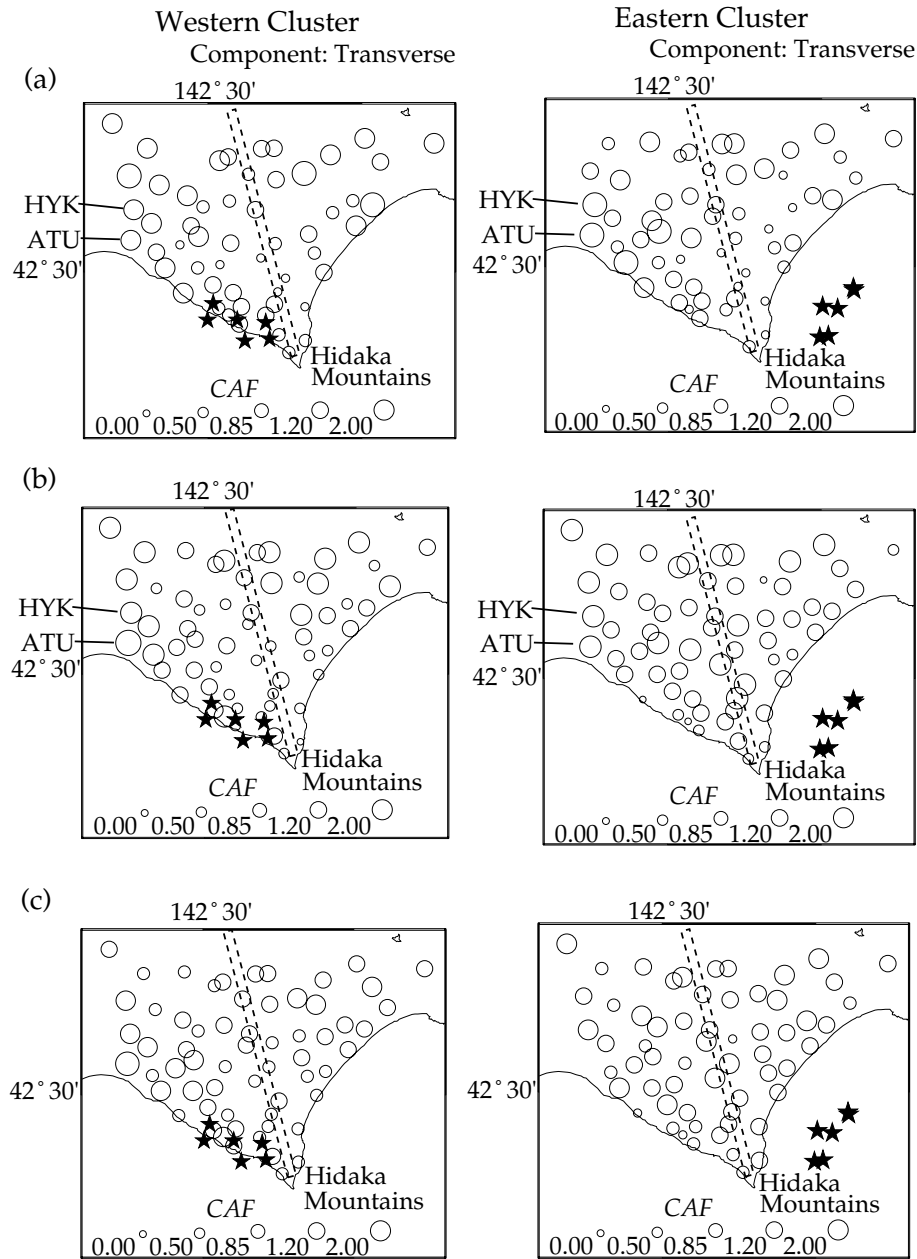 Western Cluster
Component: Transverse
Eastern Cluster
Component: Transverse
(a)
142° 30'
142° 30'
HYK
ATU
42° 30'
HYK
ATU
42° 30'
Hidaka
Mountains
CAF
0.00 0.50 0.85 1.20 2.00
Hidaka
Mountains
CAF
0.00 0.50 0.85 1.20 2.00
(b)
142° 30'
142° 30'
HYK
ATU
42° 30'
HYK
ATU
42° 30'
Hidaka
Mountains
CAF
0.00 0.50 0.85 1.20 2.00
Hidaka
Mountains
CAF
0.00 0.50 0.85 1.20 2.00
(c)
142° 30'
142° 30'
42° 30'
42° 30'
Hidaka
Mountains
CAF
0.00 0.50 0.85 1.20 2.00
Hidaka
Mountains
CAF
0.00 0.50 0.85 1.20 2.00